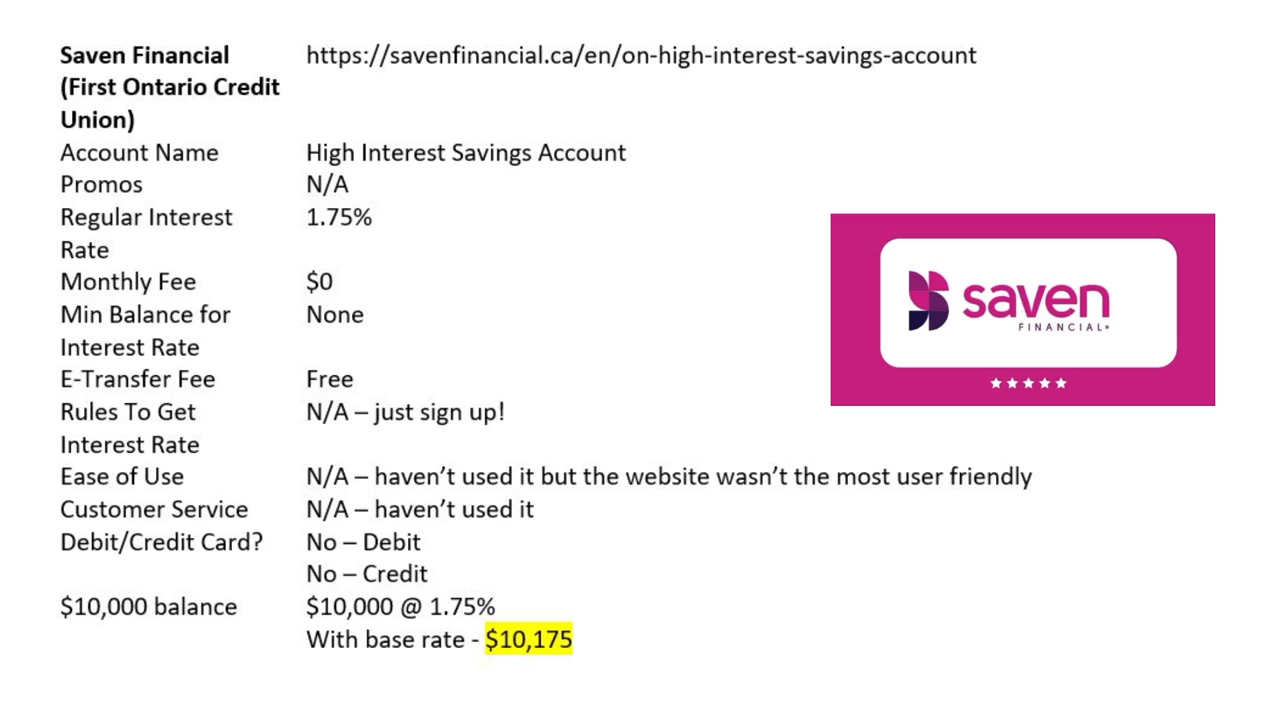 Saven Financial https://savenfinancial.ca/en/on-high-interest-savings-account
(First Ontario Credit
Union)
Account Name High Interest Savings Account
Promos N/A
Regular Interest 1.75%
Rate
Monthly Fee $0
Min Balance for None
Interest Rate
E-Transfer Fee Free
Rules To Get N/A – just sign up!
Interest Rate
Ease of Use N/A – haven’t used it but the website wasn’t the most user friendly
Customer Service N/A – haven’t used it
Debit/Credit Card? No – Debit
No – Credit
$10,000 balance $10,000 @ 1.75%
With base rate - $10,175
saven
FINANCIAL